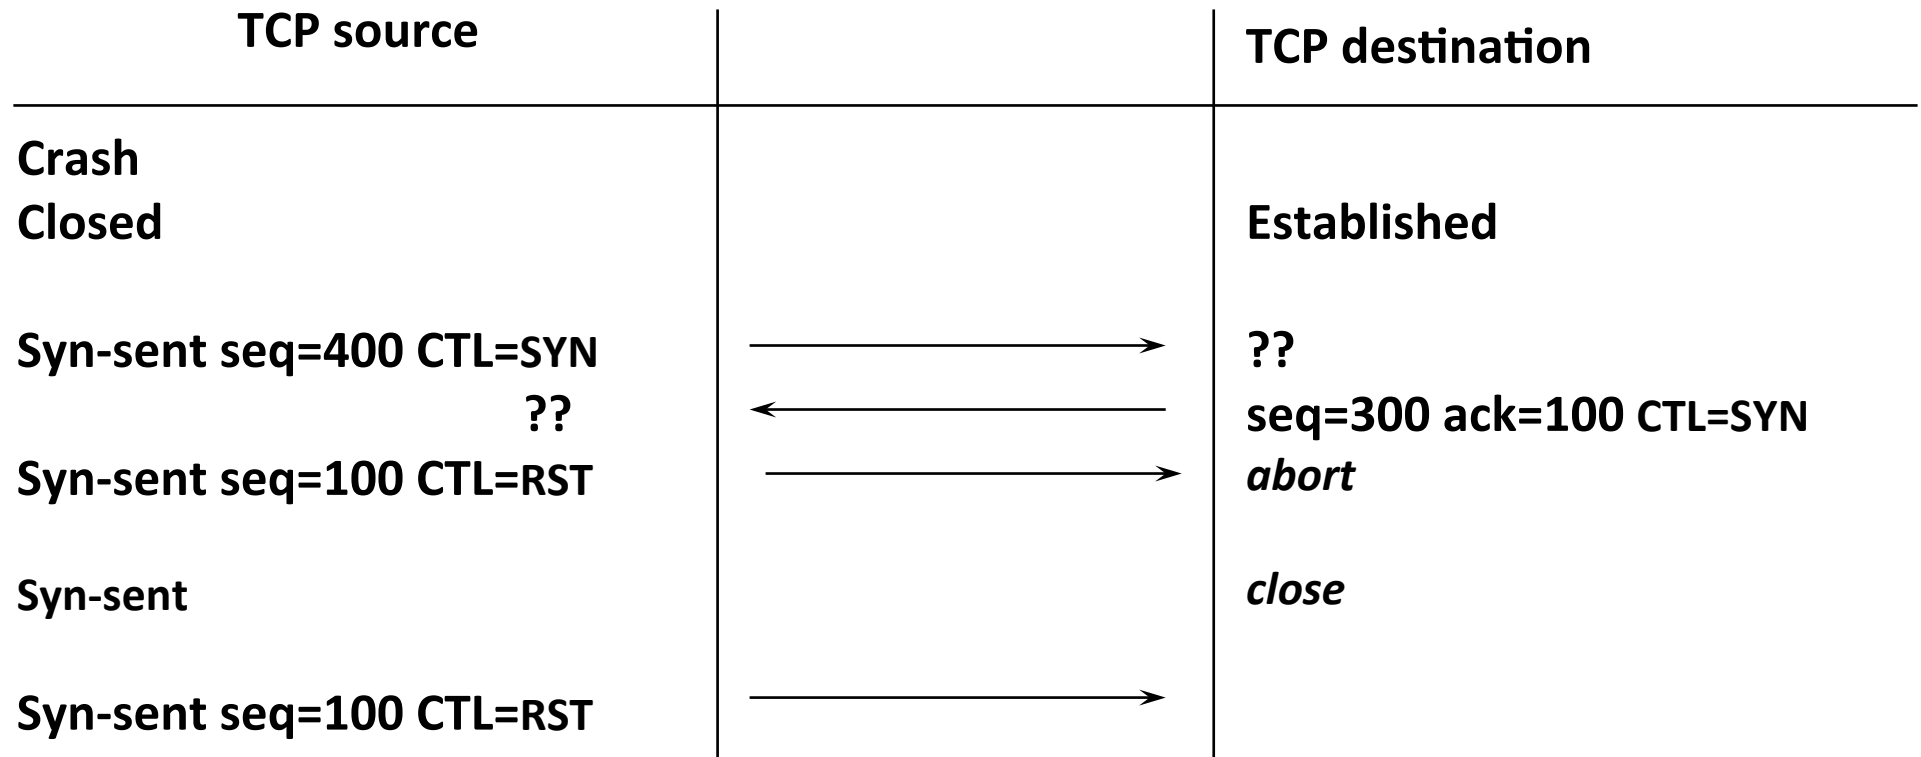 TCP source
TCP destination
Crash
Closed
Established
Syn-sent seq=400 CTL=SYN
??
??
seq=300 ack=100 CTL=SYN
Syn-sent seq=100 CTL=RST
abort
Syn-sent
close
Syn-sent seq=100 CTL=RST